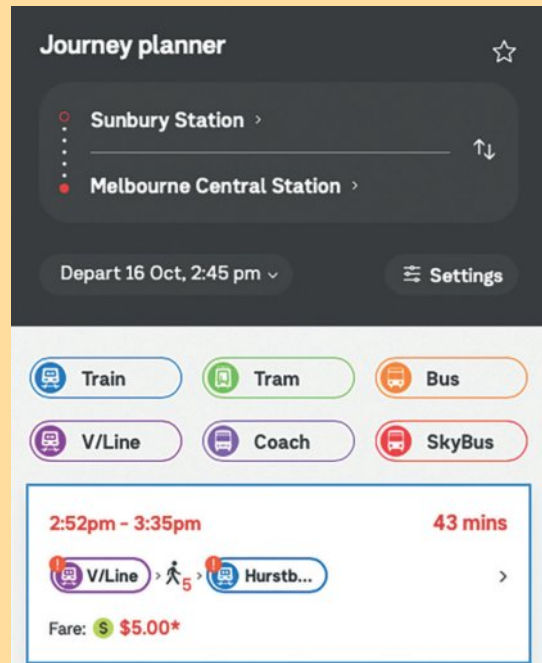 Journey planner
Sunbury Station >
Melbourne Central Station >
Depart 16 Oct, 2:45 pm
Settings
Train
Tram
Bus
V/Line
Coach
SkyBus
2:52pm - 3:35pm
43 mins
! V/Line > 5 > ! Hurstb... >
Fare: S $5.00*